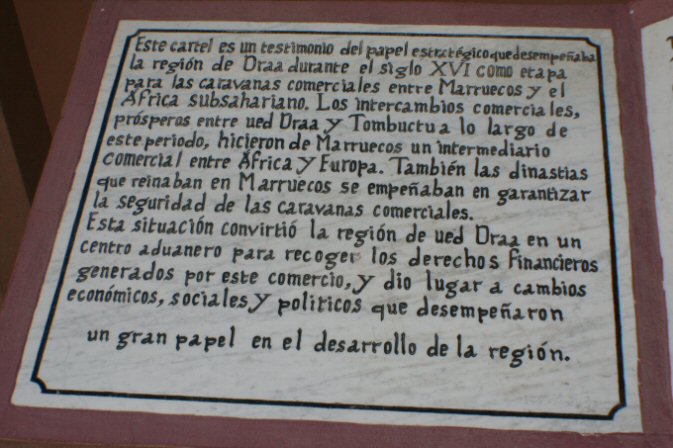 Este cartel es un testimonio del papel estratégico que desempeñaba
la región de Draa durante el siglo XVI como etapa
para las caravanas comerciales entre Marruecos y el
África subsahariano. Los intercambios comerciales,
prósperos entre ued Draa y Tombuctu a lo largo de
este periodo, hicieron de Marruecos un intermediario
comercial entre África y Europa. También las dinastias
que reinaban en Marruecos se empeñaban en garantizar
la seguridad de las caravanas comerciales.
Esta situación convirtió la región de ued Draa en un
centro aduanero para recoger los derechos financieros
generados por este comercio, y dio lugar a cambios
económicos, sociales y politicos que desempeñaron
un gran papel en el desarrollo de la región.